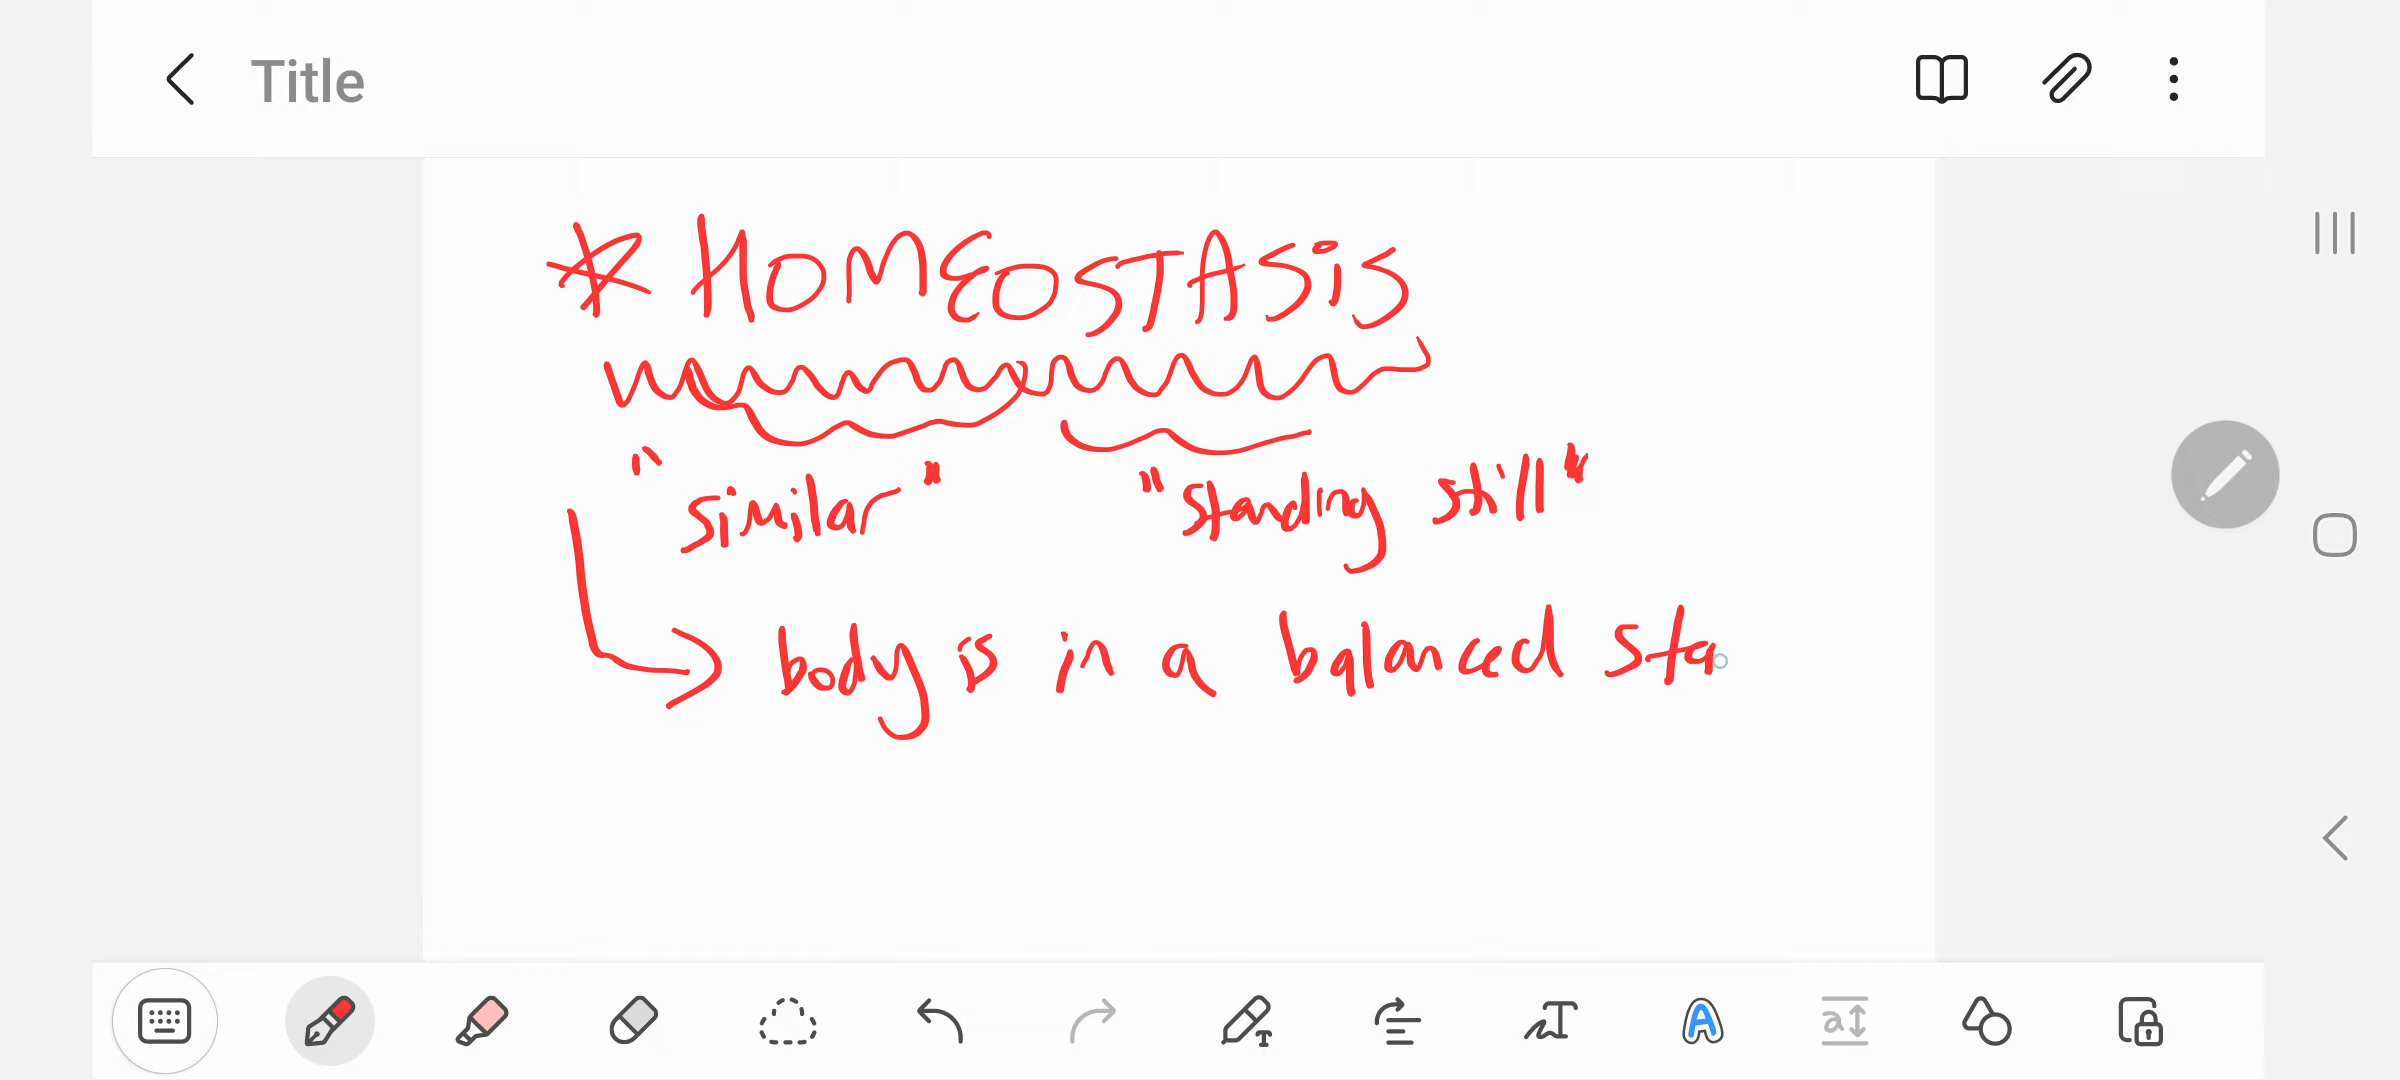 Title
* HOMEOSTASiS
"similar" "standing still"
body is in a balanced sta